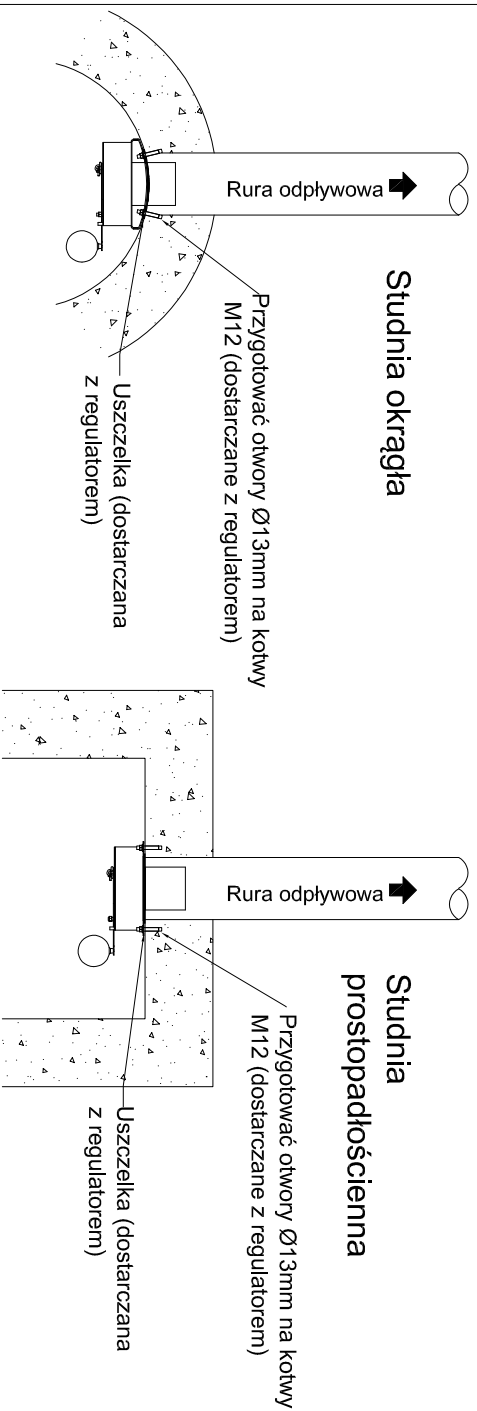 Studnia okrągła
Rura odpływowa
Przygotować otwory Ø13mm na kotwy
M12 (dostarczane z regulatorem)
Uszczelka (dostarczana
z regulatorem)
Studnia
prostopadłościenna
Rura odpływowa
Przygotować otwory Ø13mm na kotwy
M12 (dostarczane z regulatorem)
Uszczelka (dostarczana
z regulatorem)